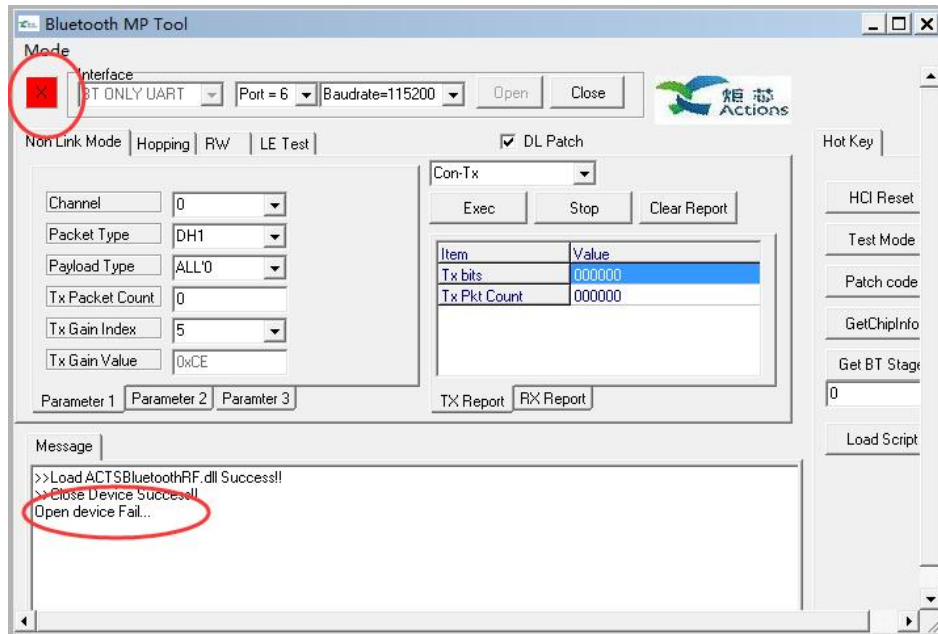 Bluetooth MP Tool
Mode
X
Interface
BT ONLY UART
Port = 6
Baudrate=115200
Open
Close
炬芯
Actions
Non Link Mode
Hopping
RW
LE Test
DL Patch
Hot Key
Con-Tx
Exec
Stop
Clear Report
Channel
0
Packet Type
DH1
Payload Type
ALL'0
Tx Packet Count
0
Tx Gain Index
5
Tx Gain Value
0xCE
Parameter 1
Parameter 2
Paramter 3
Item
Value
Tx bits
000000
Tx Pkt Count
000000
TX Report
RX Report
HCI Reset
Test Mode
Patch code
GetChipInfo
Get BT Stage
0
Load Script
Message
>>Load ACTSBluetoothRF.dll Success!!
>>Close Device Success!!
Open device Fail...